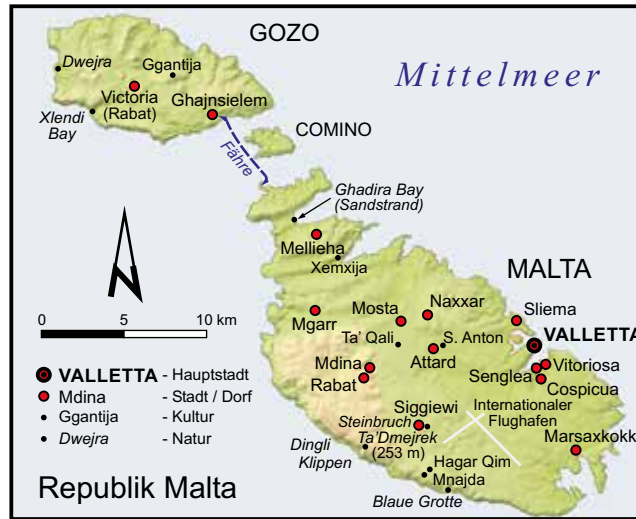 GOZO
Mittelmeer
Dwejra
Ggantija
Victoria
(Rabat)
Ghajnsielem
Xlendi
Bay
COMINO
Fähre
Ghadira Bay
(Sandstrand)
Mellieha
Xemxija
MALTA
N
0 5 10 km
Mgarr
Mosta
Naxxar
Sliema
Ta' Qali
S. Anton
VALLETTA
Attard
Mdina
Rabat
Senglea
Vitoriosa
Cospicua
Siggiewi
Internationaler
Flughafen
Steinbruch
Ta'Dmejrek
(253 m)
Marsaxkokk
Dingli
Klippen
Hagar Qim
Mnajda
Blaue Grotte
VALLETTA - Hauptstadt
Mdina - Stadt / Dorf
Ggantija - Kultur
Dwejra - Natur
Republik Malta